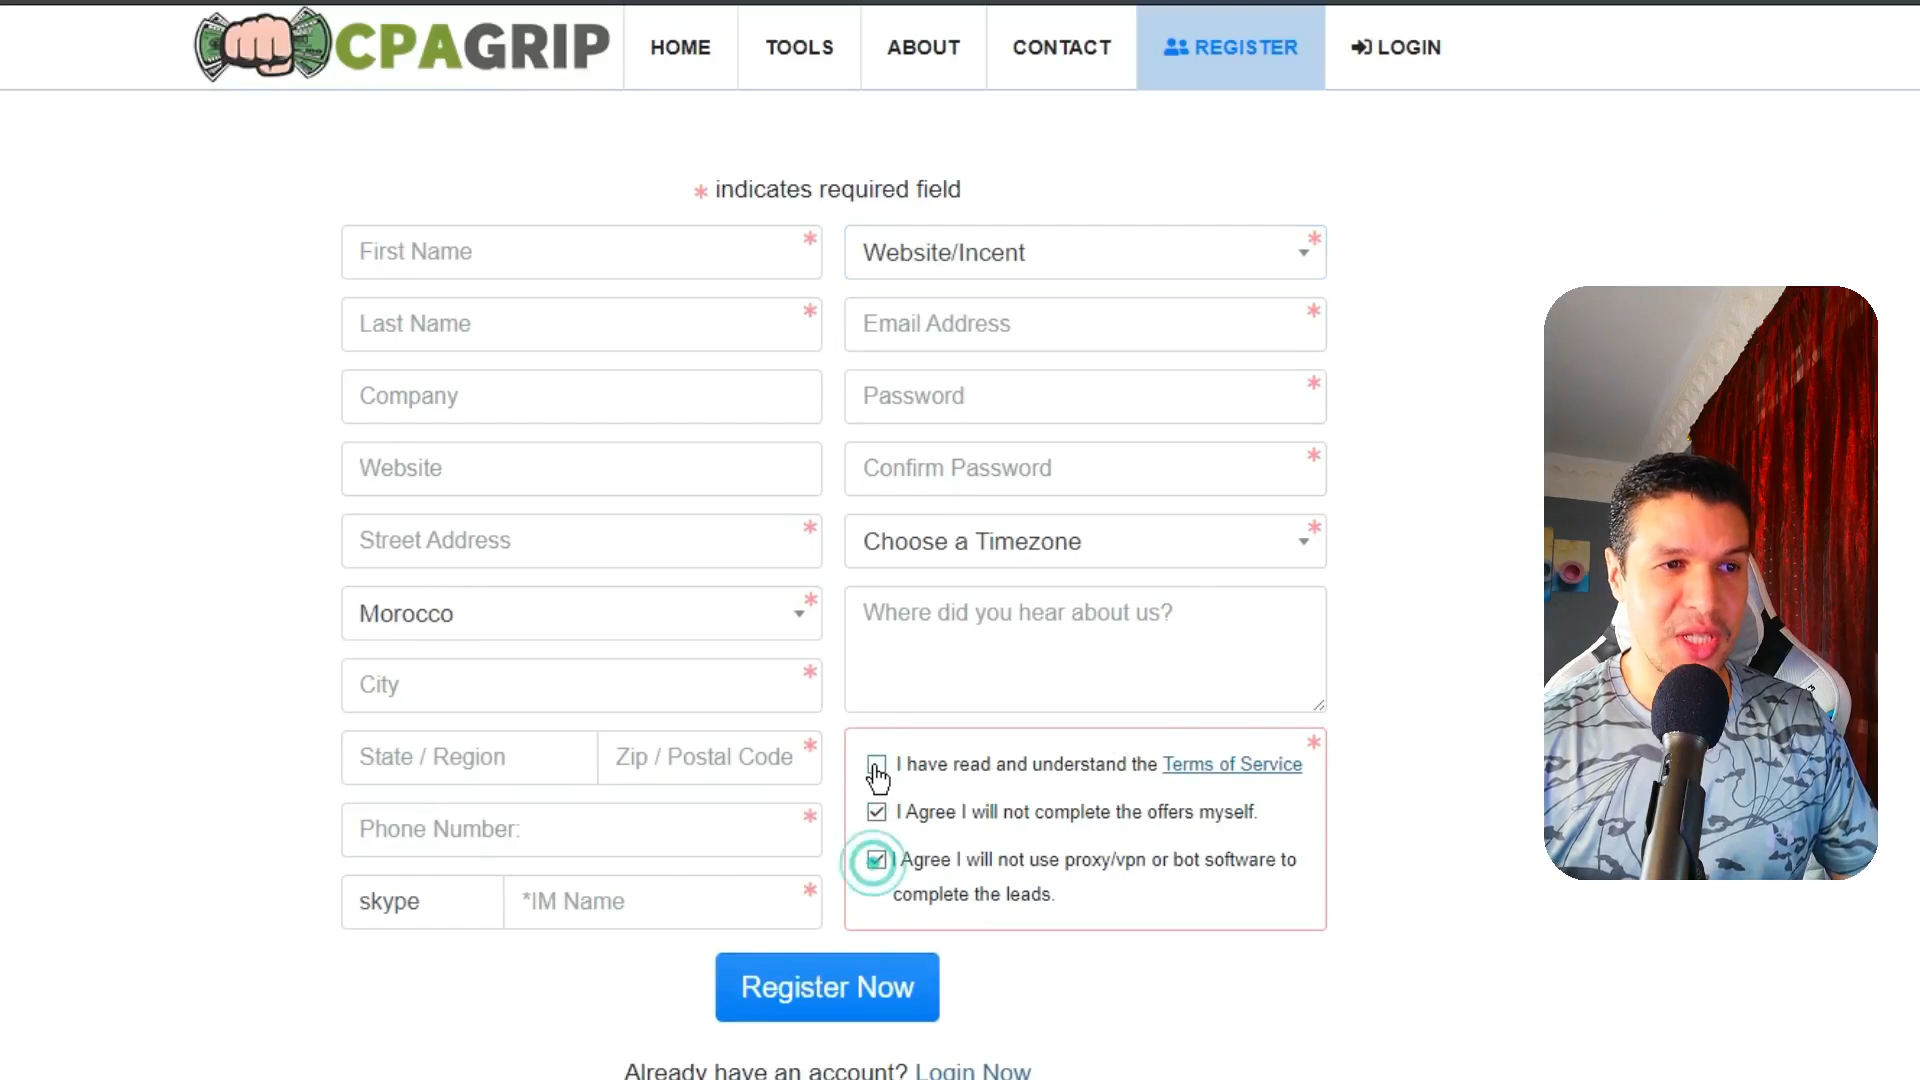 CPAGRIP
HOME
TOOLS
ABOUT
CONTACT
REGISTER
LOGIN
* indicates required field
First Name *
Website/Incent *
Last Name *
Email Address *
Company
Password *
Website
Confirm Password *
Street Address *
Choose a Timezone *
Morocco *
Where did you hear about us?
City *
State / Region
Zip / Postal Code *
Phone Number: *
skype
*IM Name *
*
I have read and understand the Terms of Service
I Agree I will not complete the offers myself.
I Agree I will not use proxy/vpn or bot software to
complete the leads.
Register Now
Already have an account? Login Now